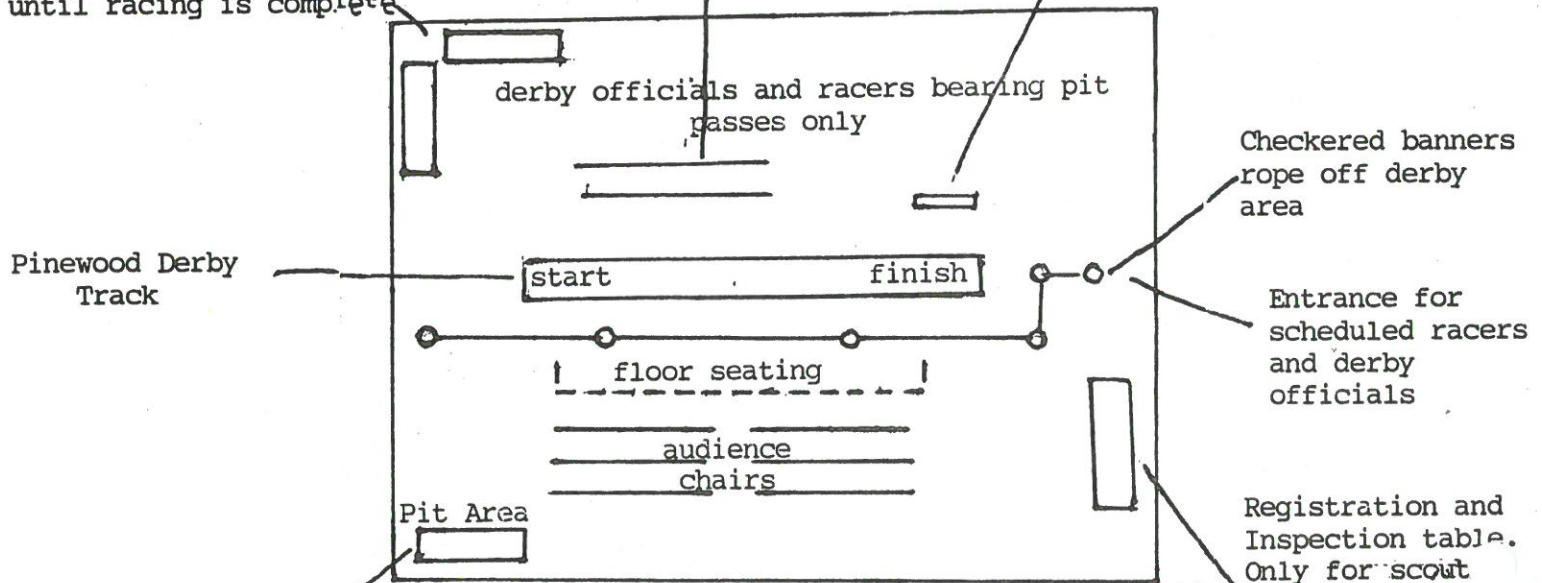 until racing is complete
derby officials and racers bearing pit
passes only
Checkered banners
rope off derby
area
Pinewood Derby
Track
start
finish
Entrance for
scheduled racers
and derby
officials
floor seating
audience
chairs
Pit Area
Registration and
Inspection table.
Only for scout